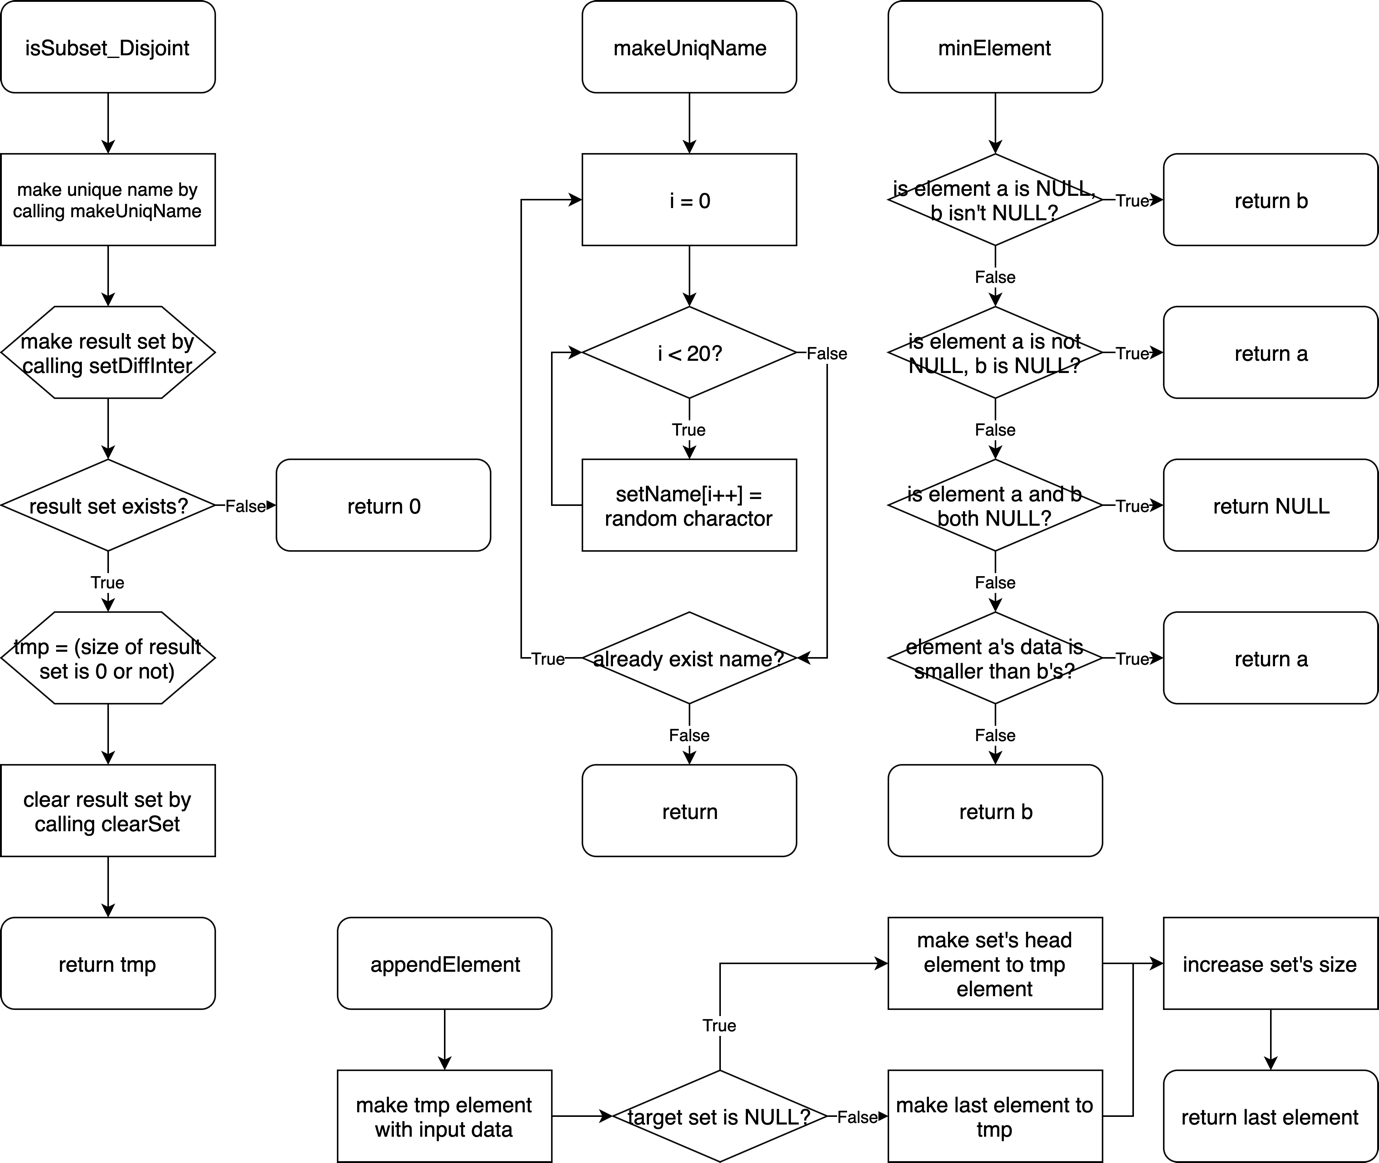 isSubset_Disjoint
make unique name by
calling makeUniqName
make result set by
calling setDiffInter
result set exists?
False
return 0
True
tmp = (size of result
set is 0 or not)
clear result set by
calling clearSet
return tmp
makeUniqName
i = 0
i < 20?
False
True
setName[i++] =
random charactor
already exist name?
True
False
return
minElement
is element a is NULL,
b isn't NULL?
True
return b
False
is element a is not
NULL, b is NULL?
True
return a
False
is element a and b
both NULL?
True
return NULL
False
element a's data is
smaller than b's?
True
return a
False
return b
appendElement
make tmp element
with input data
target set is NULL?
True
make set's head
element to tmp
element
False
make last element to
tmp
increase set's size
return last element